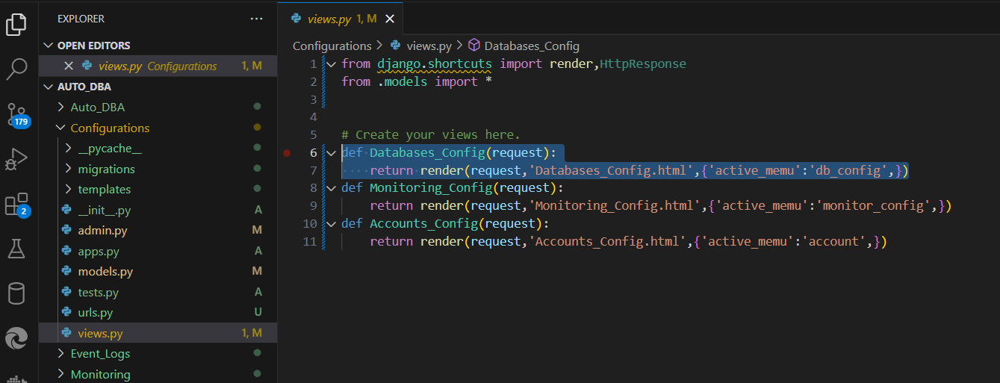 EXPLORER
OPEN EDITORS
views.py Configurations 1, M
AUTO_DBA
Auto_DBA
Configurations
__pycache__
migrations
templates
__init__.py A
admin.py M
apps.py A
models.py M
tests.py A
urls.py U
views.py 1, M
Event_Logs
Monitoring
179
2
views.py 1, M
Configurations > views.py > Databases_Config
1 from django.shortcuts import render,HttpResponse
2 from .models import *
3
4
5 # Create your views here.
6 def Databases_Config(request):
7     return render(request,'Databases_Config.html',{'active_memu':'db_config',})
8 def Monitoring_Config(request):
9     return render(request,'Monitoring_Config.html',{'active_memu':'monitor_config',})
10 def Accounts_Config(request):
11     return render(request,'Accounts_Config.html',{'active_memu':'account',})